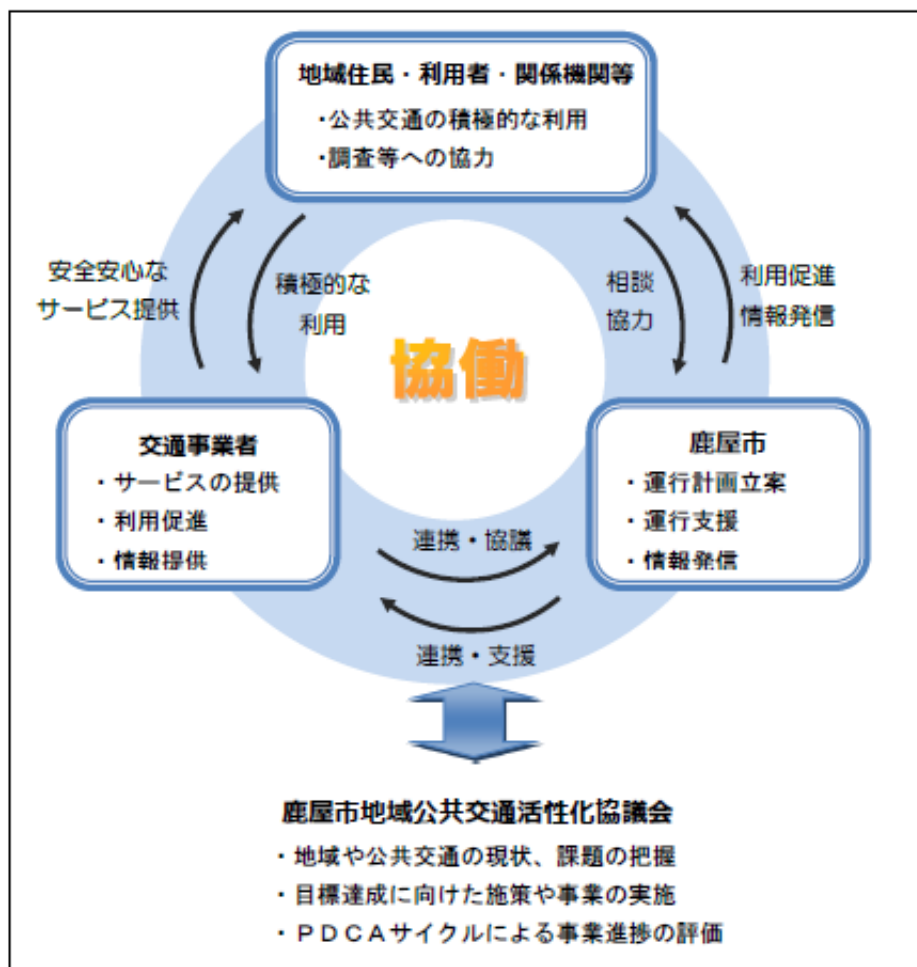 地域住民・利用者・関係機関等
・公共交通の積極的な利用
・調査等への協力
安全安心な
サービス提供
積極的な
利用
相談
協力
利用促進
情報発信
協働
交通事業者
・サービスの提供
・利用促進
・情報提供
鹿屋市
・運行計画立案
・運行支援
・情報発信
連携・協議
連携・支援
鹿屋市地域公共交通活性化協議会
・地域や公共交通の現状、課題の把握
・目標達成に向けた施策や事業の実施
・ＰＤＣＡサイクルによる事業進捗の評価